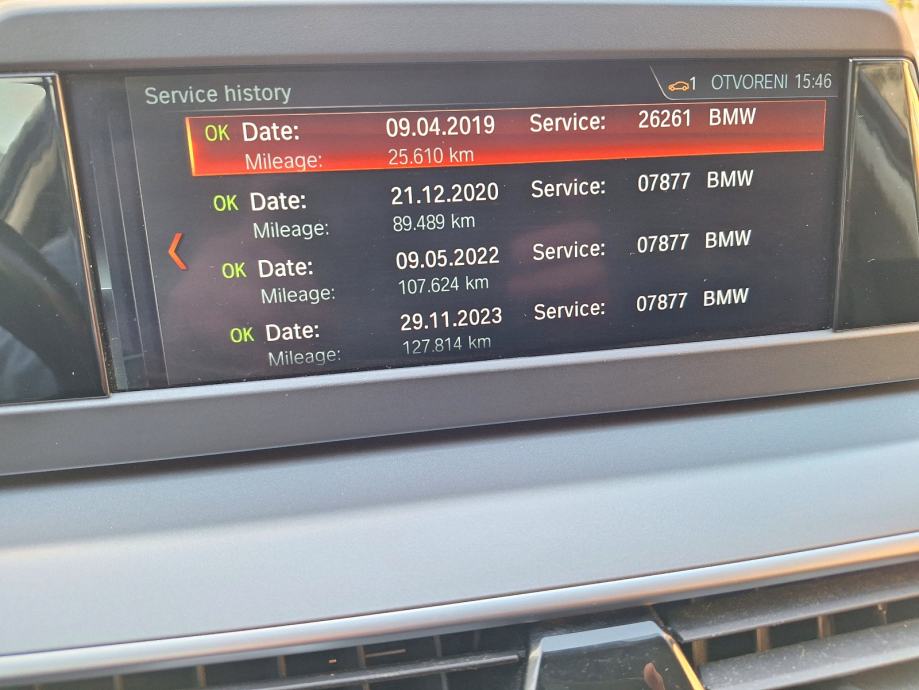 Service history 1 OTVORENI 15:46
OK Date: 09.04.2019 Service: 26261 BMW
Mileage: 25.610 km
OK Date: 21.12.2020 Service: 07877 BMW
Mileage: 89.489 km
OK Date: 09.05.2022 Service: 07877 BMW
Mileage: 107.624 km
OK Date: 29.11.2023 Service: 07877 BMW
Mileage: 127.814 km